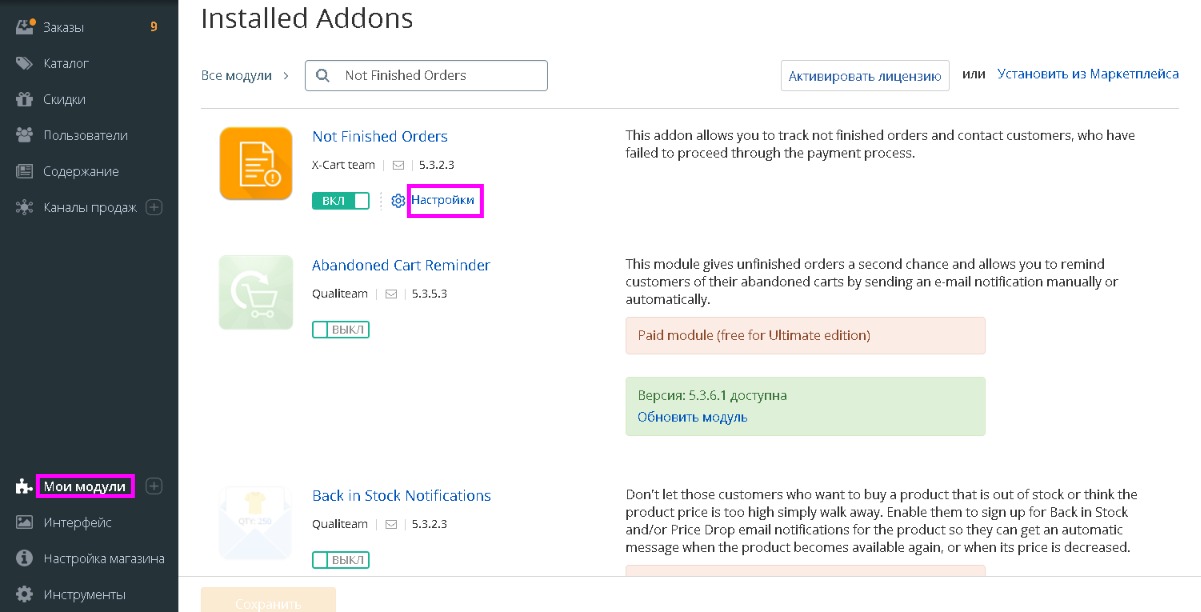 Заказы
9
Каталог
Скидки
Пользователи
Содержание
Каналы продаж
Мои модули
Интерфейс
Настройка магазина
Инструменты
Installed Addons
Все модули
Not Finished Orders
Активировать лицензию
или
Установить из Маркетплейса
Not Finished Orders
X-Cart team
5.3.2.3
ВКЛ
Настройки
This addon allows you to track not finished orders and contact customers, who have
failed to proceed through the payment process.
Abandoned Cart Reminder
Qualiteam
5.3.5.3
ВЫКЛ
This module gives unfinished orders a second chance and allows you to remind
customers of their abandoned carts by sending an e-mail notification manually or
automatically.
Paid module (free for Ultimate edition)
Версия: 5.3.6.1 доступна
Обновить модуль
QTY: 250
Back in Stock Notifications
Qualiteam
5.3.2.3
ВЫКЛ
Don't let those customers who want to buy a product that is out of stock or think the
product price is too high simply walk away. Enable them to sign up for Back in Stock
and/or Price Drop email notifications for the product so they can get an automatic
message when the product becomes available again, or when its price is decreased.
Сохранить